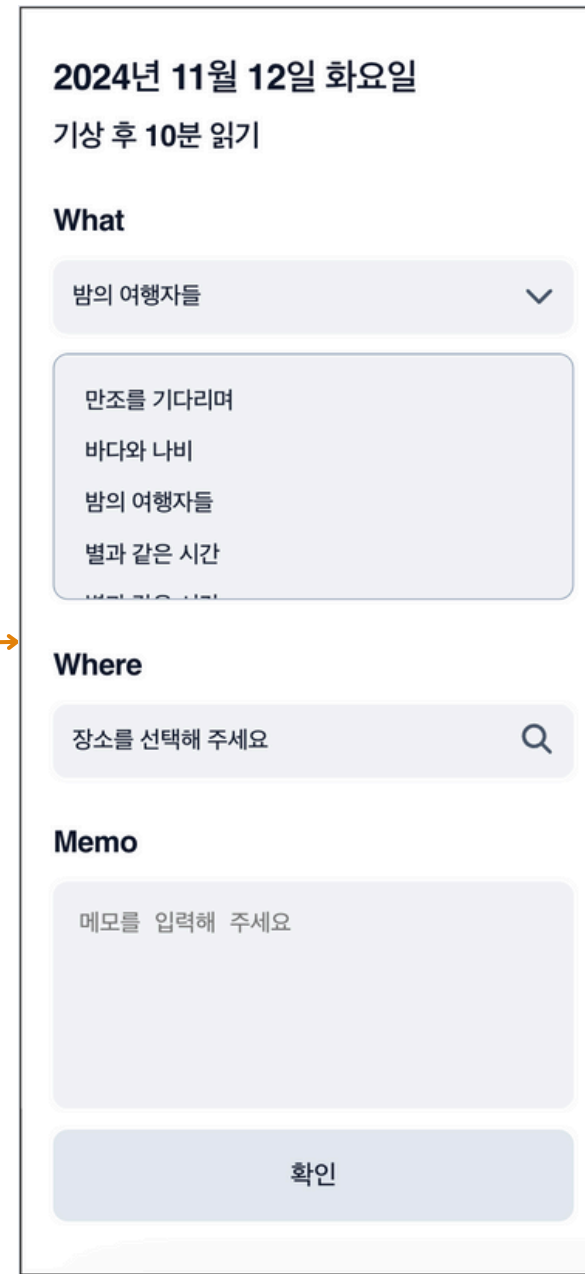 2024년 11월 12일 화요일
기상 후 10분 읽기
What
밤의 여행자들
만조를 기다리며
바다와 나비
밤의 여행자들
별과 같은 시간
Where
장소를 선택해 주세요
Memo
메모를 입력해 주세요
확인